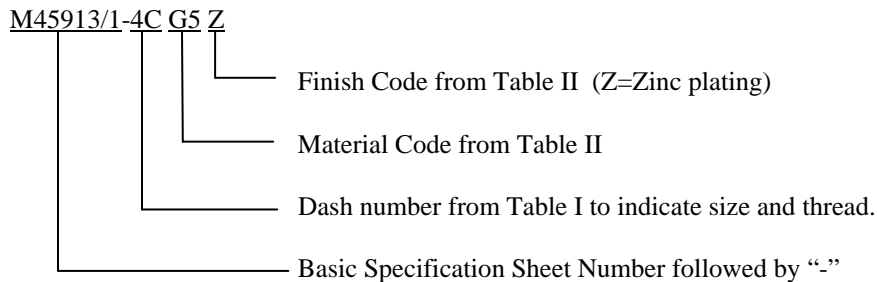 M45913/1-4C G5 Z
Finish Code from Table II  (Z=Zinc plating)
Material Code from Table II
Dash number from Table I to indicate size and thread.
Basic Specification Sheet Number followed by “-”